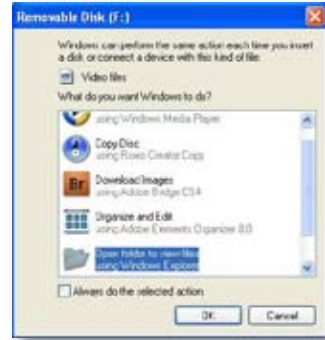 Removable Disk (F:)
Windows can perform the same action each time you insert
a disk or connect a device with this kind of file:
Video files
What do you want Windows to do?
using Windows Media Player
Copy Disc
using Roxio Creator Copy
Download Images
using Adobe Bridge CS4
Organize and Edit
using Adobe Elements Organizer 8.0
Open folder to view files
using Windows Explorer
Always do the selected action
OK
Cancel